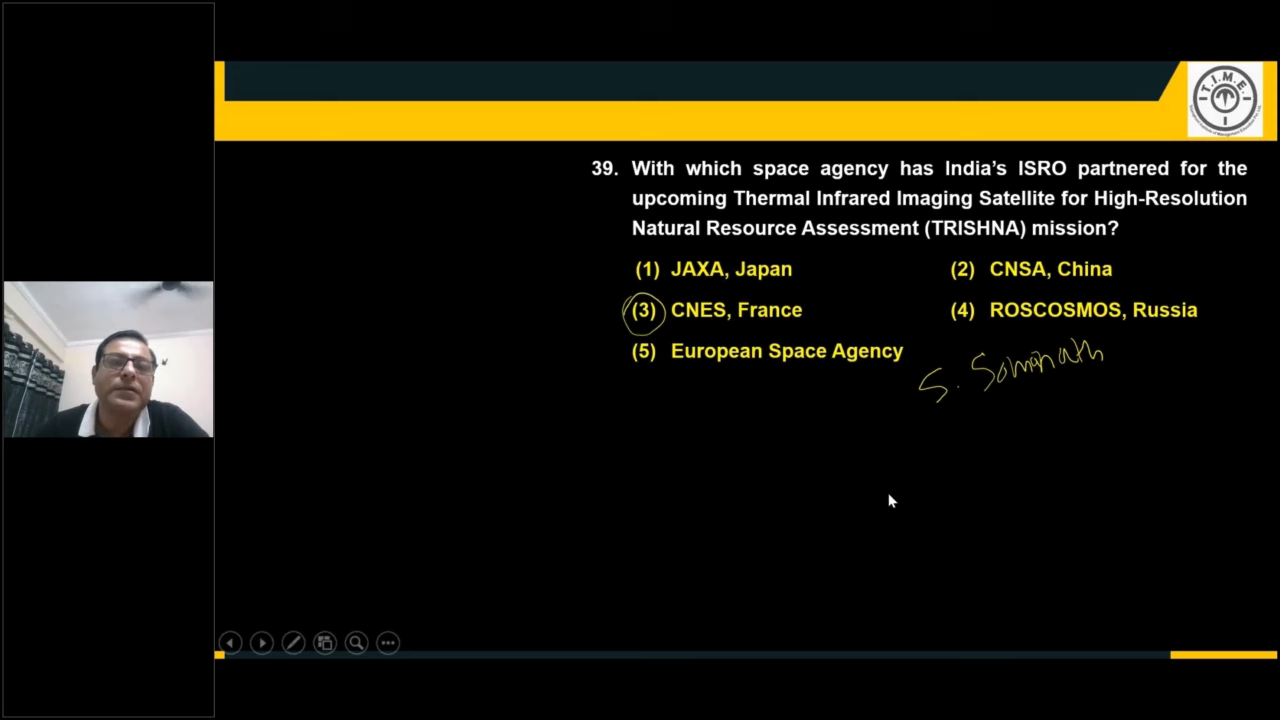 T.I.M.E.
39. With which space agency has India's ISRO partnered for the
upcoming Thermal Infrared Imaging Satellite for High-Resolution
Natural Resource Assessment (TRISHNA) mission?
(1) JAXA, Japan (2) CNSA, China
(3) CNES, France (4) ROSCOSMOS, Russia
(5) European Space Agency
S. Somanath